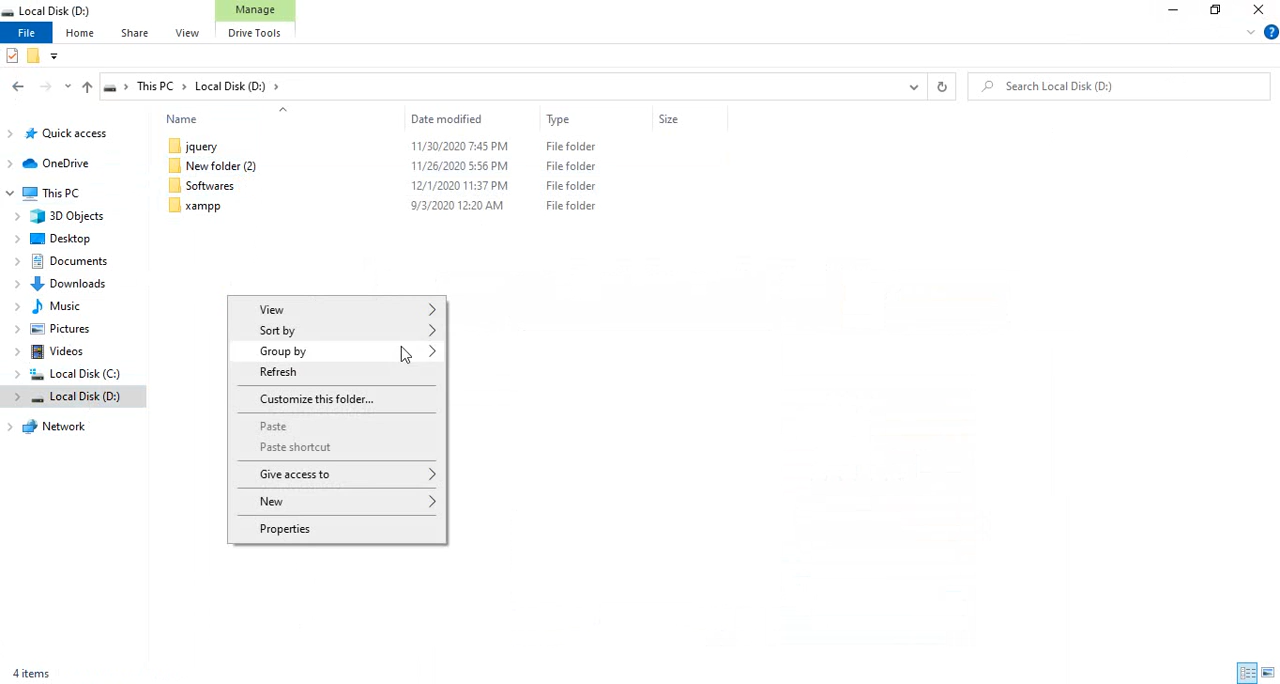 Local Disk (D:)
Manage
File
Home
Share
View
Drive Tools
This PC
Local Disk (D:)
Search Local Disk (D:)
Name
Date modified
Type
Size
jquery
11/30/2020 7:45 PM
File folder
New folder (2)
11/26/2020 5:56 PM
File folder
Softwares
12/1/2020 11:37 PM
File folder
xampp
9/3/2020 12:20 AM
File folder
Quick access
OneDrive
This PC
3D Objects
Desktop
Documents
Downloads
Music
Pictures
Videos
Local Disk (C:)
Local Disk (D:)
Network
View
Sort by
Group by
Refresh
Customize this folder...
Paste
Paste shortcut
Give access to
New
Properties
4 items